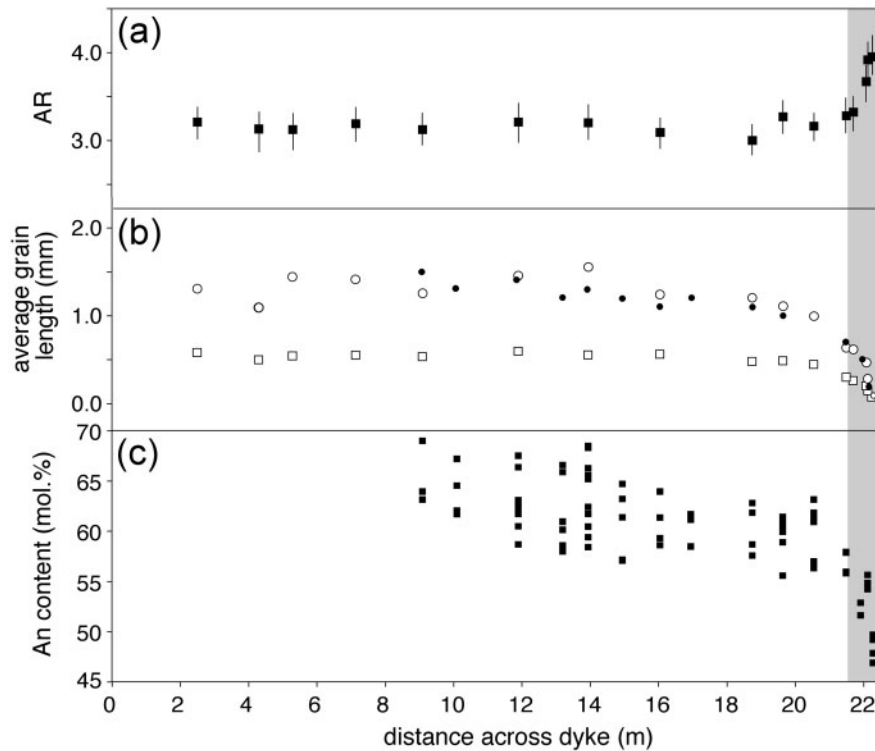 (a)
4.0
3.0
AR
(b)
2.0
1.0
0.0
average grain
length (mm)
(c)
70
65
60
55
50
45
An content (mol.%)
0 2 4 6 8 10 12 14 16 18 20 22
distance across dyke (m)